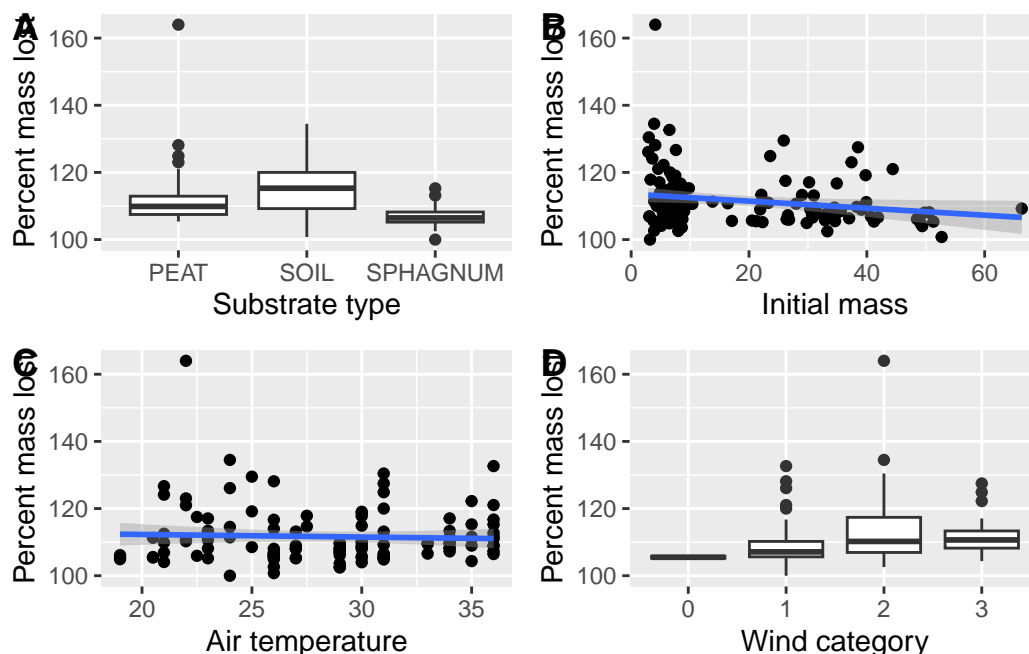 A
Percent mass loss
160
140
120
100
PEAT SOIL SPHAGNUM
Substrate type
B
Percent mass loss
160
140
120
100
0 20 40 60
Initial mass
C
Percent mass loss
160
140
120
100
20 25 30 35
Air temperature
D
Percent mass loss
160
140
120
100
0 1 2 3
Wind category